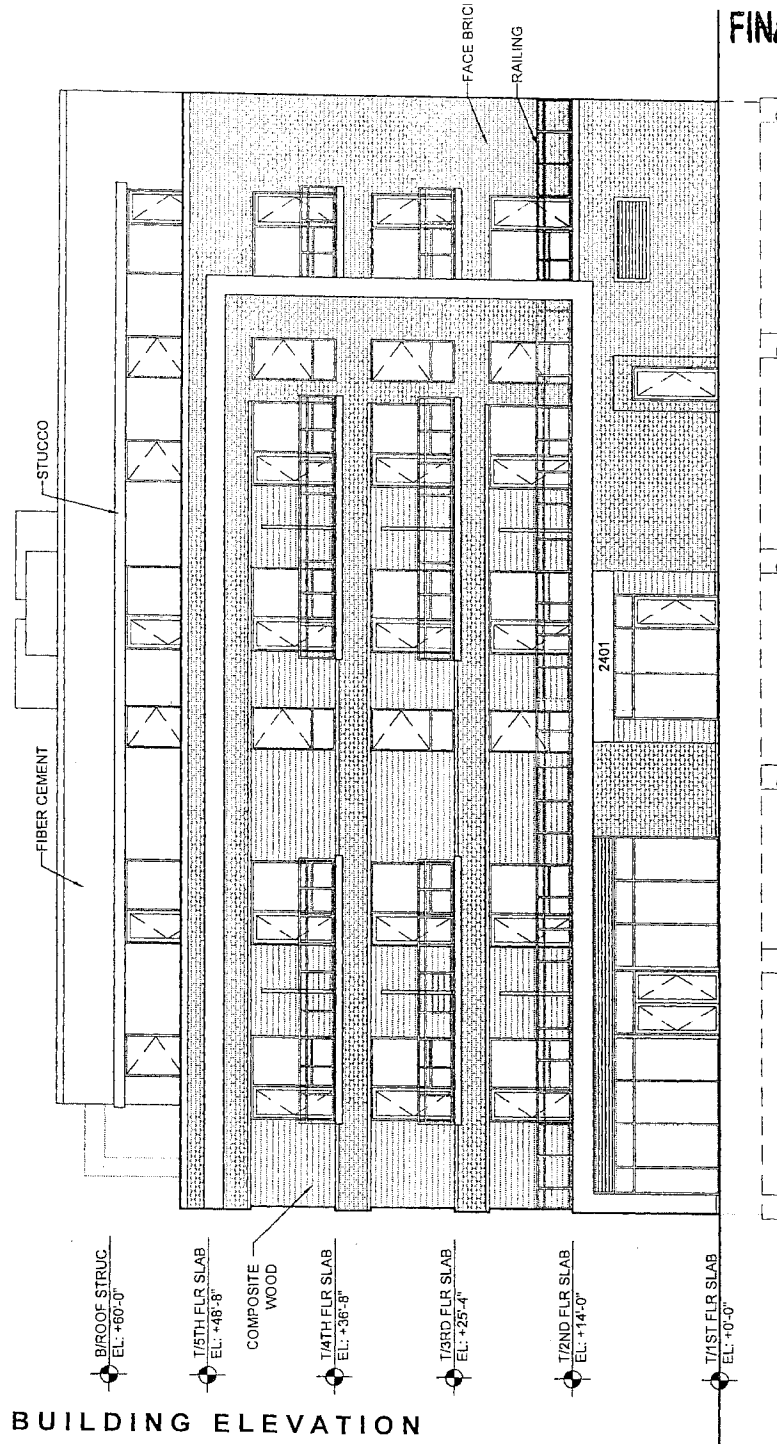 FIBER CEMENT
STUCCO
FACE BRIC
RAILING
2401
B/ROOF STRUC
EL: +60'-0"
T/5TH FLR SLAB
EL: +48'-8"
COMPOSITE
WOOD
T/4TH FLR SLAB
EL: +36'-8"
T/3RD FLR SLAB
EL: +25'-4"
T/2ND FLR SLAB
EL: +14'-0"
T/1ST FLR SLAB
EL: +0'-0"
BUILDING ELEVATION
FINA